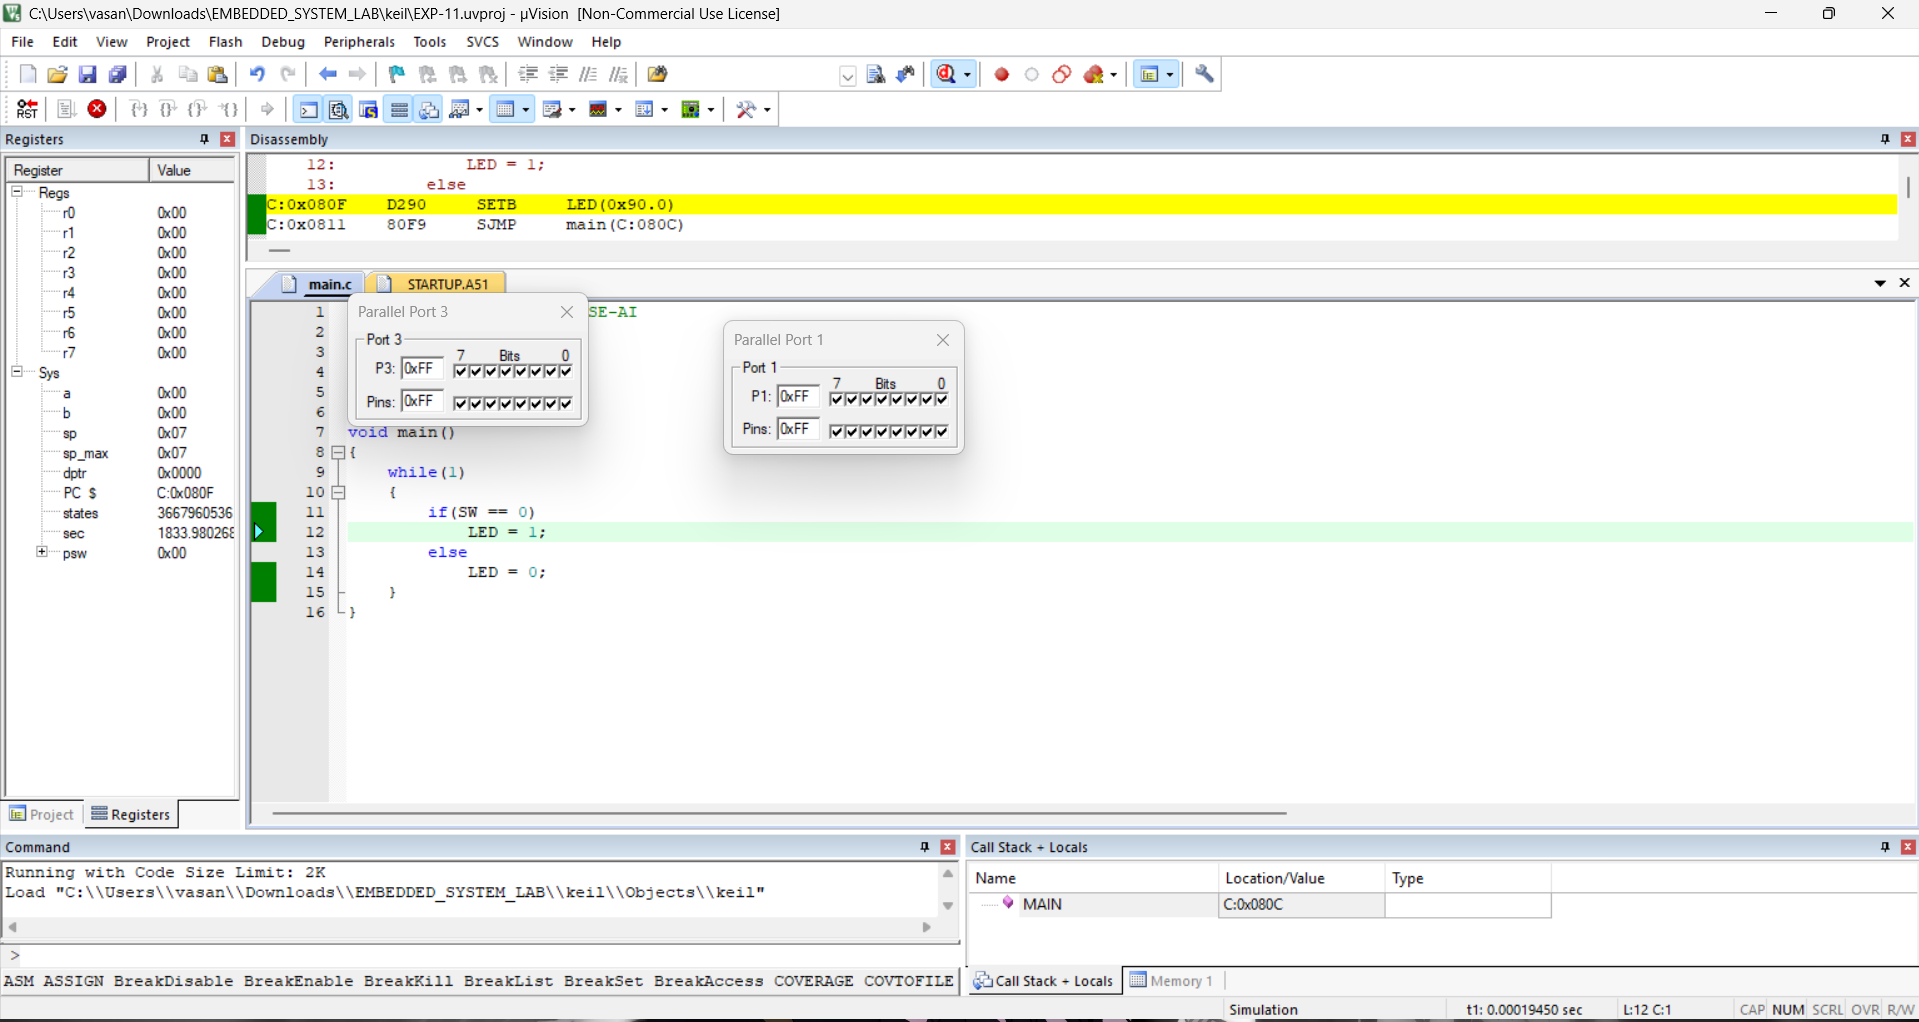 C:\Users\vasan\Downloads\EMBEDDED_SYSTEM_LAB\keil\EXP-11.uvproj - µVision [Non-Commercial Use License]
File Edit View Project Flash Debug Peripherals Tools SVCS Window Help
RST
Registers
Register Value
Regs
r0 0x00
r1 0x00
r2 0x00
r3 0x00
r4 0x00
r5 0x00
r6 0x00
r7 0x00
Sys
a 0x00
b 0x00
sp 0x07
sp_max 0x07
dptr 0x0000
PC $ C:0x080F
states 3667960536
sec 1833.980268
psw 0x00
Project Registers
Disassembly
12: LED = 1;
13: else
C:0x080F D290 SETB LED(0x90.0)
C:0x0811 80F9 SJMP main(C:080C)
main.c STARTUP.A51
1 SE-AI
2
3
4
5
6
7 void main()
8 {
9 while(1)
10 {
11 if(SW == 0)
12 LED = 1;
13 else
14 LED = 0;
15 }
16 }
Parallel Port 3
Port 3
7 Bits 0
P3: 0xFF
Pins: 0xFF
Parallel Port 1
Port 1
7 Bits 0
P1: 0xFF
Pins: 0xFF
Command
Running with Code Size Limit: 2K
Load "C:\\Users\\vasan\\Downloads\\EMBEDDED_SYSTEM_LAB\\keil\\Objects\\keil"
>
ASM ASSIGN BreakDisable BreakEnable BreakKill BreakList BreakSet BreakAccess COVERAGE COVTOFILE
Call Stack + Locals
Name Location/Value Type
MAIN C:0x080C
Call Stack + Locals Memory 1
Simulation t1: 0.00019450 sec L:12 C:1 CAP NUM SCRL OVR R/W